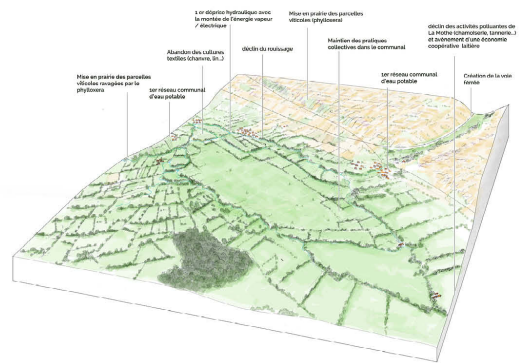 1 or déprise hydraulique avec
la montée de l'énergie vapeur
/ électrique
Mise en prairie des parcelles
viticoles (phylloxera)
déclin des activités polluantes de
La Mothe (chamoiserie, tannerie...)
et avènement d'une économie
coopérative laitière
Abandon des cultures
textiles (chanvre, lin...)
déclin du rouissage
Maintien des pratiques
collectives dans le communal
Mise en prairie des parcelles
viticoles ravagées par le
phylloxera
1er réseau communal
d'eau potable
1er réseau communal
d'eau potable
Création de la voie
ferrée